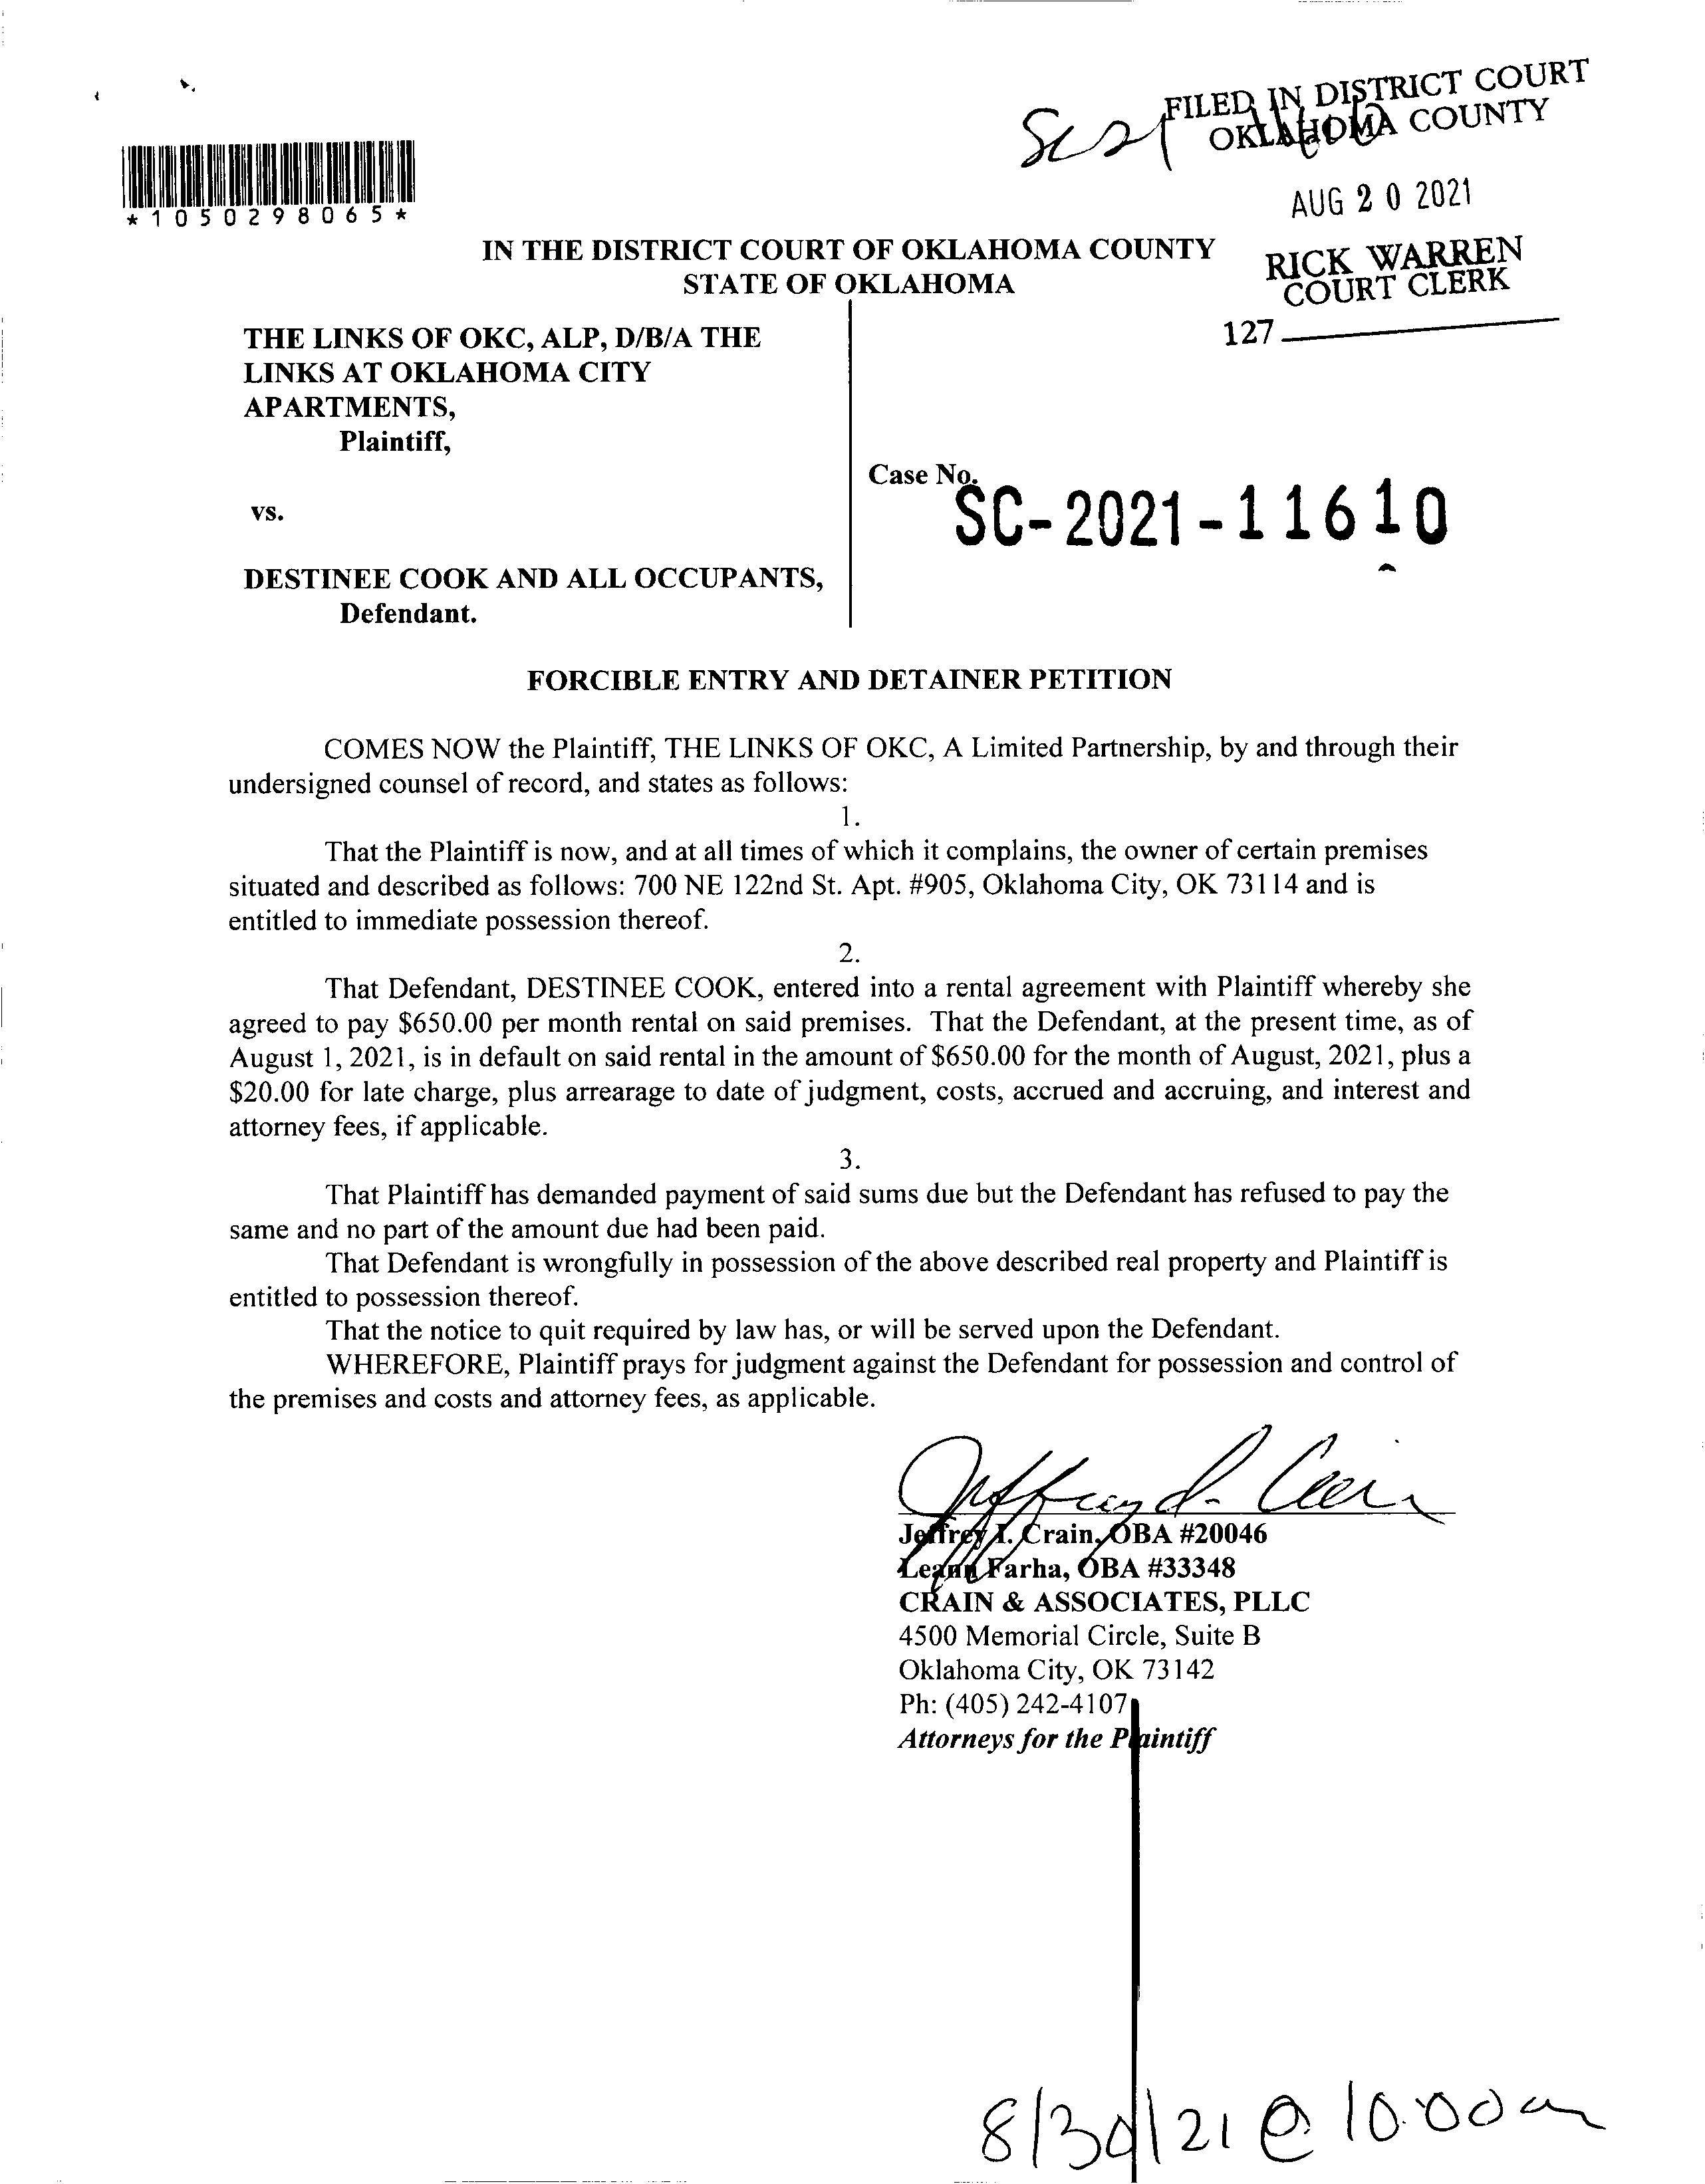 FILED IN DISTRICT COURT
OKLAHOMA COUNTY
AUG 20 2021
RICK WARREN
COURT CLERK
127
*1050298065*
IN THE DISTRICT COURT OF OKLAHOMA COUNTY
STATE OF OKLAHOMA
THE LINKS OF OKC, ALP, D/B/A THE
LINKS AT OKLAHOMA CITY
APARTMENTS,
Plaintiff,
vs.
DESTINEE COOK AND ALL OCCUPANTS,
Defendant.
Case No.
SC-2021-11610
FORCIBLE ENTRY AND DETAINER PETITION
COMES NOW the Plaintiff, THE LINKS OF OKC, A Limited Partnership, by and through their
undersigned counsel of record, and states as follows:
1.
That the Plaintiff is now, and at all times of which it complains, the owner of certain premises
situated and described as follows: 700 NE 122nd St. Apt. #905, Oklahoma City, OK 73114 and is
entitled to immediate possession thereof.
2.
That Defendant, DESTINEE COOK, entered into a rental agreement with Plaintiff whereby she
agreed to pay $650.00 per month rental on said premises. That the Defendant, at the present time, as of
August 1, 2021, is in default on said rental in the amount of $650.00 for the month of August, 2021, plus a
$20.00 for late charge, plus arrearage to date of judgment, costs, accrued and accruing, and interest and
attorney fees, if applicable.
3.
That Plaintiff has demanded payment of said sums due but the Defendant has refused to pay the
same and no part of the amount due had been paid.
That Defendant is wrongfully in possession of the above described real property and Plaintiff is
entitled to possession thereof.
That the notice to quit required by law has, or will be served upon the Defendant.
WHEREFORE, Plaintiff prays for judgment against the Defendant for possession and control of
the premises and costs and attorney fees, as applicable.
Jeffrey I. Crain, OBA #20046
Leann Farha, OBA #33348
CRAIN & ASSOCIATES, PLLC
4500 Memorial Circle, Suite B
Oklahoma City, OK 73142
Ph: (405) 242-4107
Attorneys for the Plaintiff
8/30/21 @ 10:00am